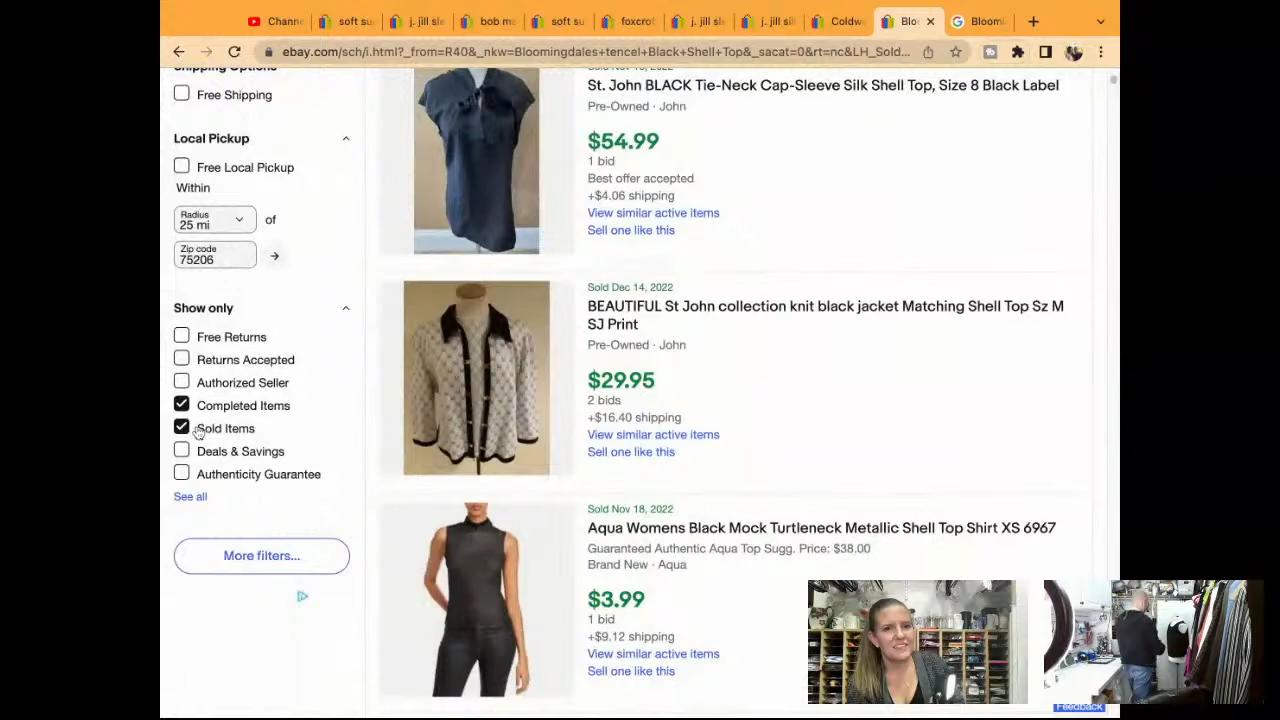 Channe
soft su
j. jill sle
bob ma
soft su
foxcrof
j. jill sle
j. jill sil
Coldwa
Bloo
Bloomi
ebay.com/sch/i.html?_from=R40&_nkw=Bloomingdales+tencel+Black+Shell+Top&_sacat=0&rt=nc&LH_Sold...
Shipping Options
Free Shipping
Local Pickup
Free Local Pickup
Within
Radius
25 mi
of
Zip code
75206
Show only
Free Returns
Returns Accepted
Authorized Seller
Completed Items
Sold Items
Deals & Savings
Authenticity Guarantee
See all
More filters...
St. John BLACK Tie-Neck Cap-Sleeve Silk Shell Top, Size 8 Black Label
Pre-Owned · John
$54.99
1 bid
Best offer accepted
+$4.06 shipping
View similar active items
Sell one like this
Sold Dec 14, 2022
BEAUTIFUL St John collection knit black jacket Matching Shell Top Sz M
SJ Print
Pre-Owned · John
$29.95
2 bids
+$16.40 shipping
View similar active items
Sell one like this
Sold Nov 18, 2022
Aqua Womens Black Mock Turtleneck Metallic Shell Top Shirt XS 6967
Guaranteed Authentic Aqua Top Sugg. Price: $38.00
Brand New · Aqua
$3.99
1 bid
+$9.12 shipping
View similar active items
Sell one like this
Feedback